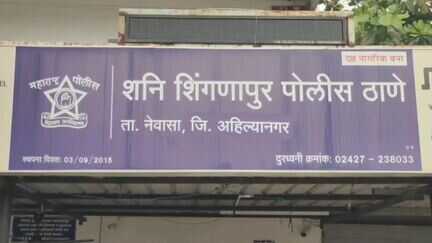 दक्ष नागरिक बना
महाराष्ट्र पोलीस
शनि शिंगणापुर पोलीस ठाणे
ता. नेवासा, जि. अहिल्यानगर
स्थापना दिवस: 03/09/2015
दुरध्वनी क्रमांक: 02427 - 238033